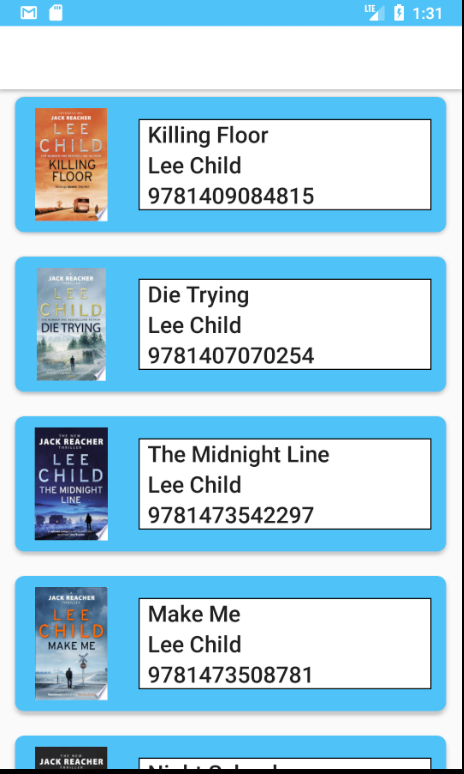 LTE 1:31
JACK REACHER
LEE
CHILD
KILLING
FLOOR
Killing Floor
Lee Child
9781409084815
JACK REACHER
LEE
CHILD
DIE TRYING
Die Trying
Lee Child
9781407070254
THE NEW
JACK REACHER
THRILLER
LEE
CHILD
THE MIDNIGHT
LINE
The Midnight Line
Lee Child
9781473542297
JACK REACHER
LEE
CHILD
MAKE ME
Make Me
Lee Child
9781473508781
THE NEW
JACK REACHER
Night School